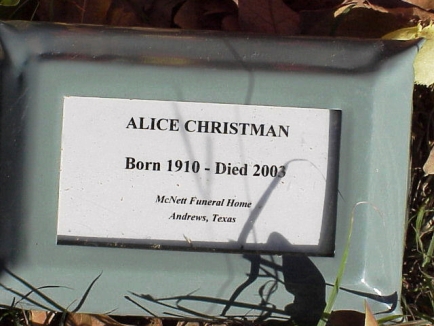 ALICE CHRISTMAN
Born 1910 - Died 2003
McNett Funeral Home
Andrews, Texas